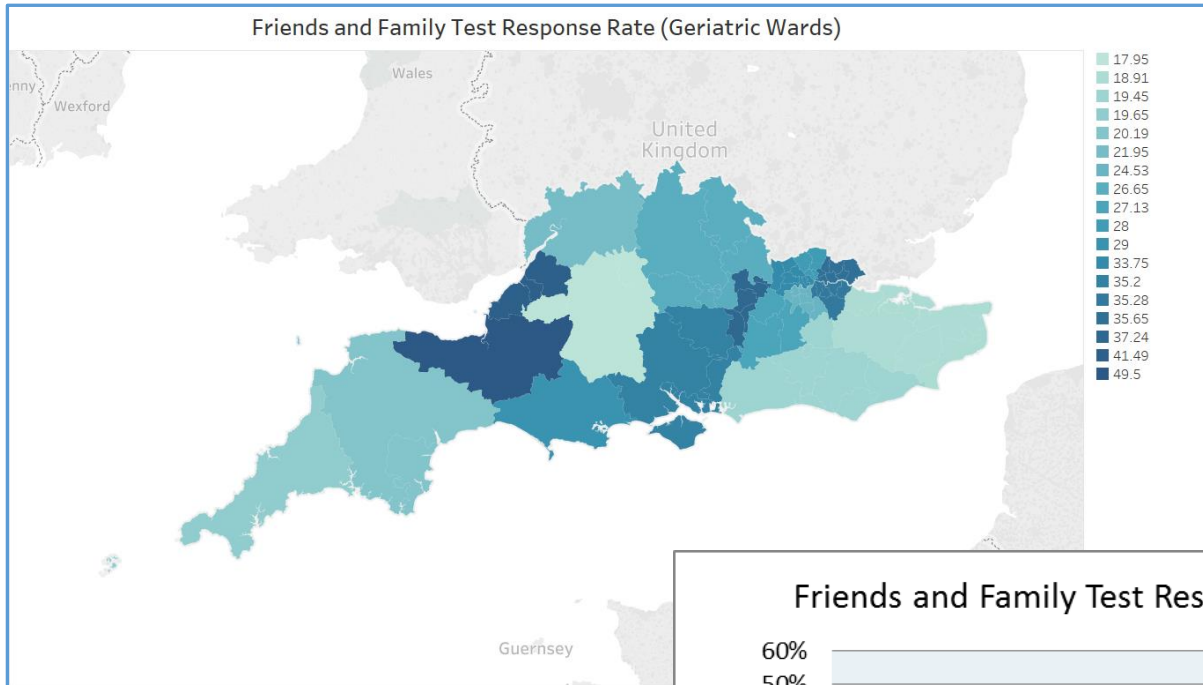 Friends and Family Test Response Rate (Geriatric Wards)
Wales
enny
Wexford
United
Kingdom
Guernsey
17.95
18.91
19.45
19.65
20.19
21.95
24.53
26.65
27.13
28
29
33.75
35.2
35.28
35.65
37.24
41.49
49.5
Friends and Family Test Res
60%
50%